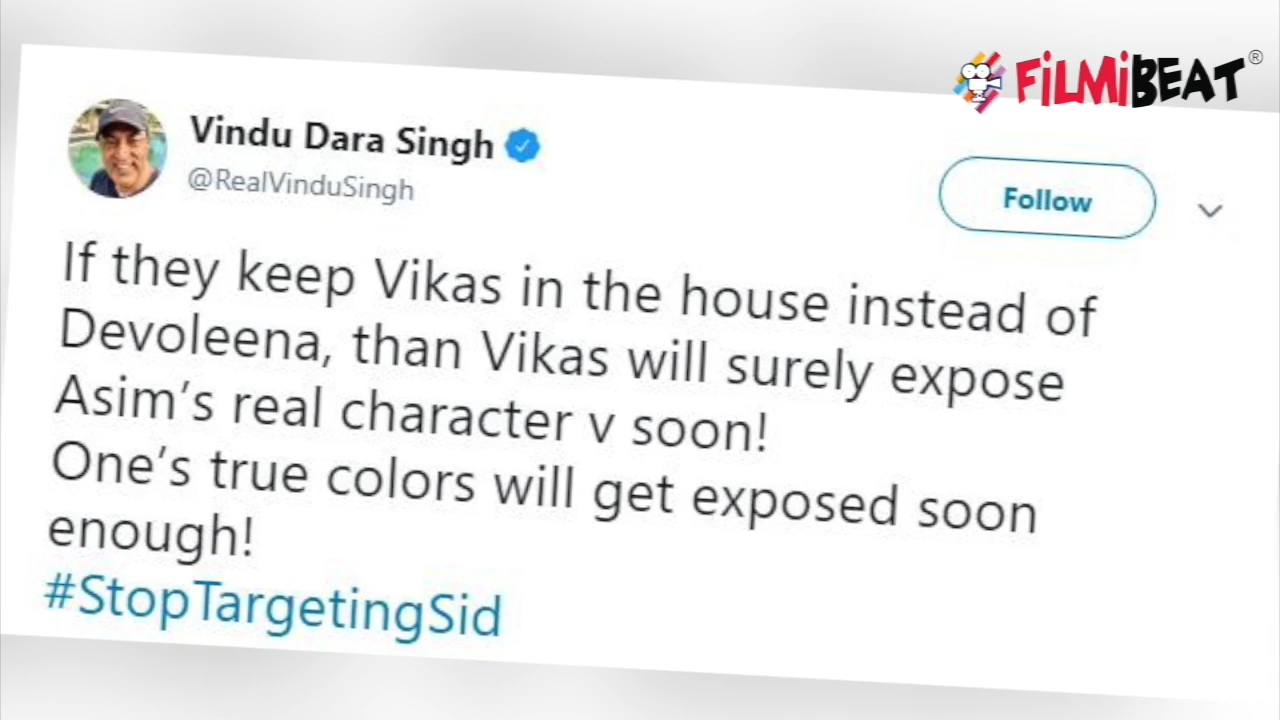 FiLMiBEAT®
Vindu Dara Singh
@RealVinduSingh
Follow
If they keep Vikas in the house instead of
Devoleena, than Vikas will surely expose
Asim's real character v soon!
One's true colors will get exposed soon
enough!
#StopTargetingSid